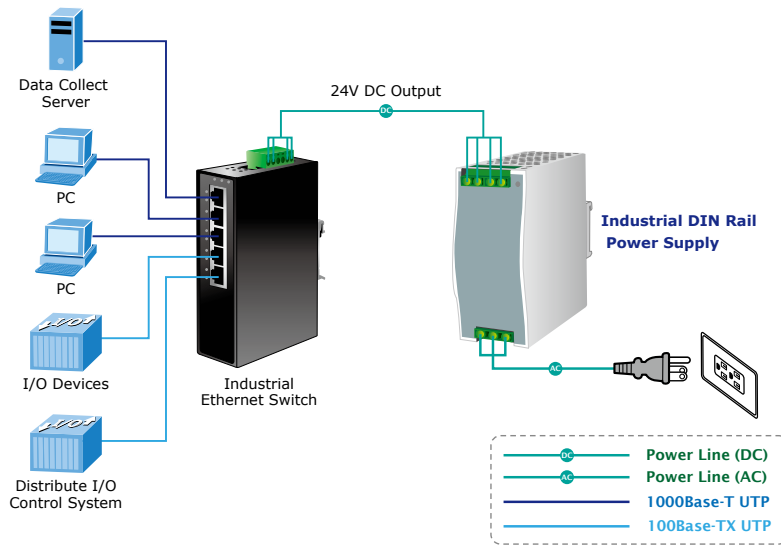 Data Collect
Server
PC
PC
I/O
I/O Devices
I/O
Distribute I/O
Control System
Industrial
Ethernet Switch
24V DC Output
DC
Industrial DIN Rail
Power Supply
AC
DC
Power Line (DC)
AC
Power Line (AC)
1000Base-T UTP
100Base-TX UTP